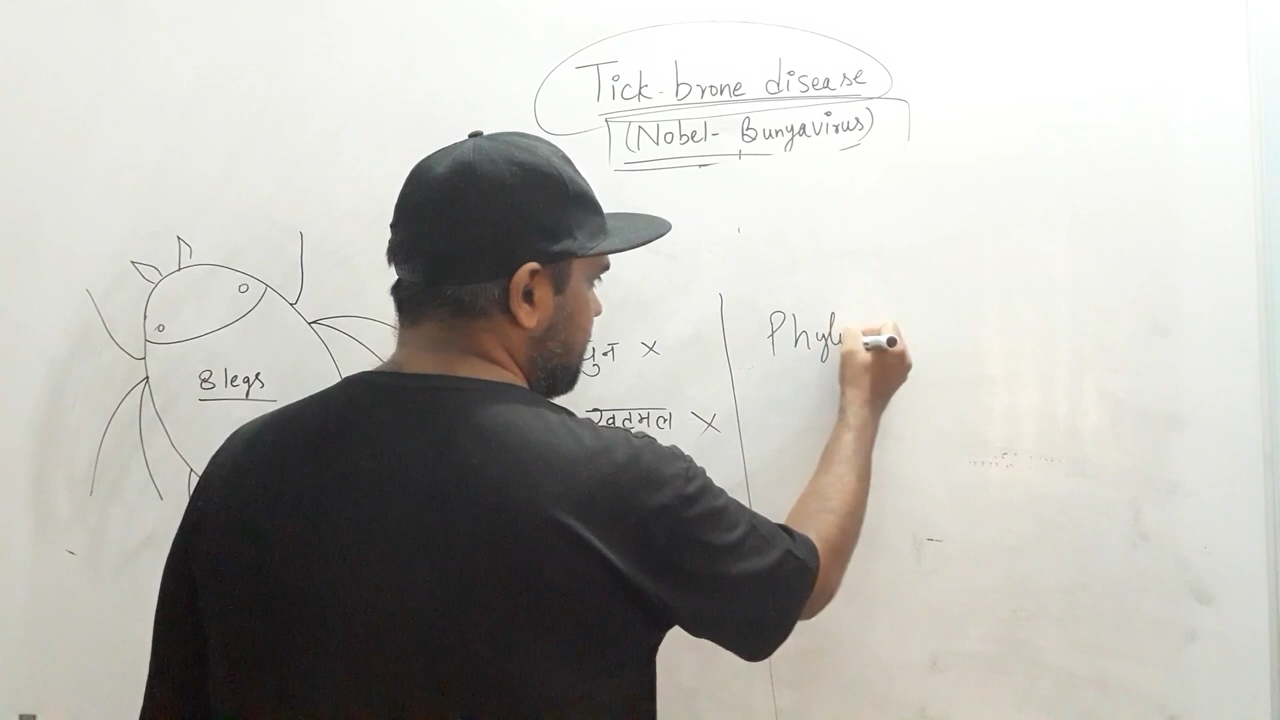 Tick-brone disease
(Nobel- Bunyavirus)
8 legs
×
खटमल ×
Phyl